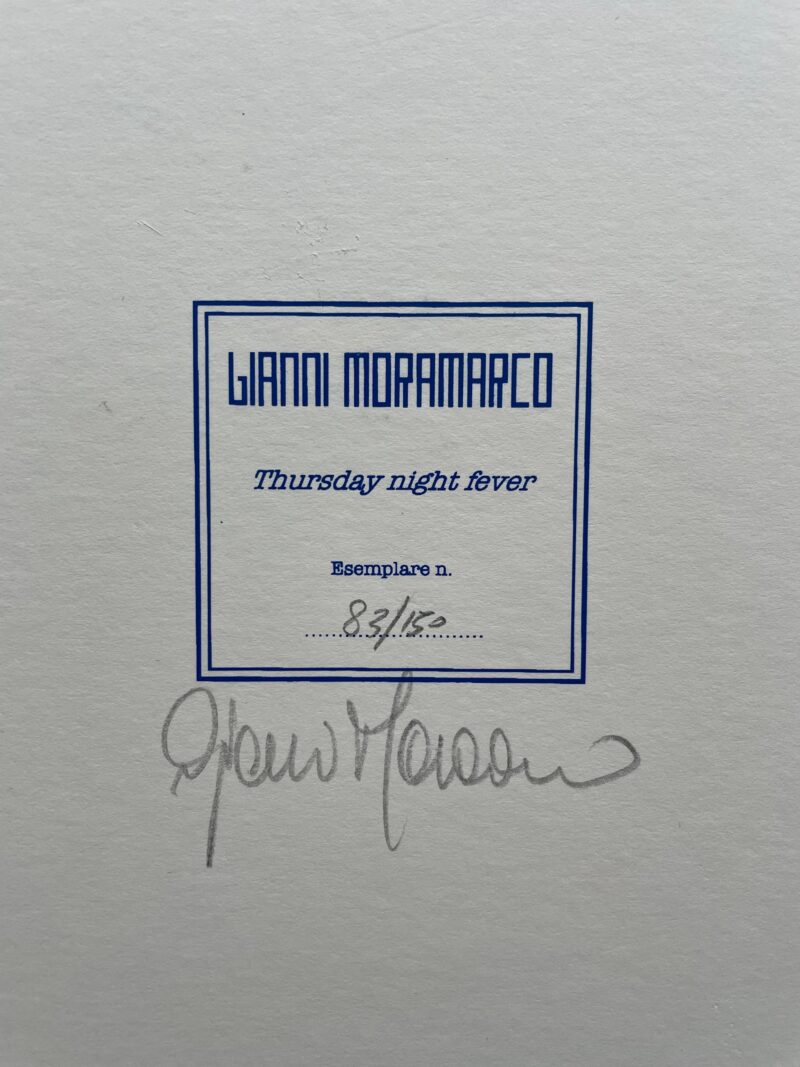 GIANNI MORAMARCO
Thursday night fever
Esemplare n.
83/150